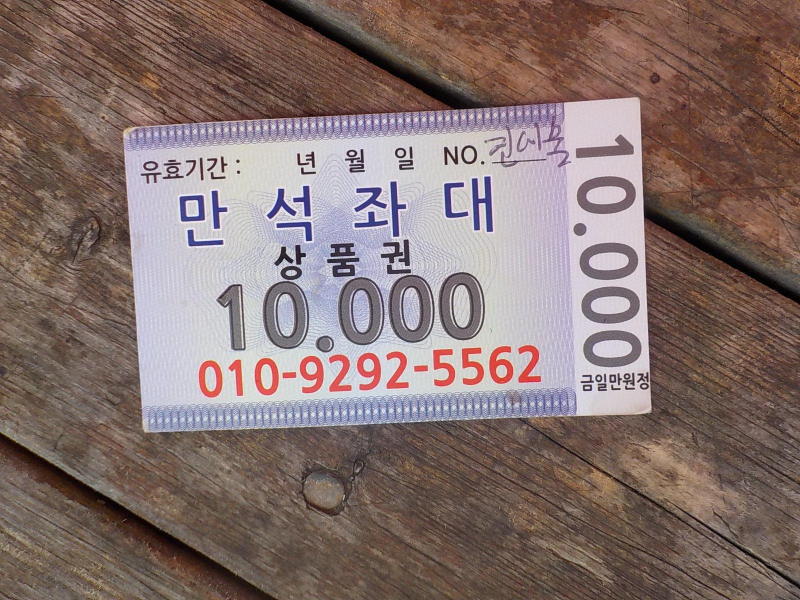 유효기간 : 년 월 일 NO.
만석좌대
상품권
10.000
010-9292-5562
10.000
금일만원정